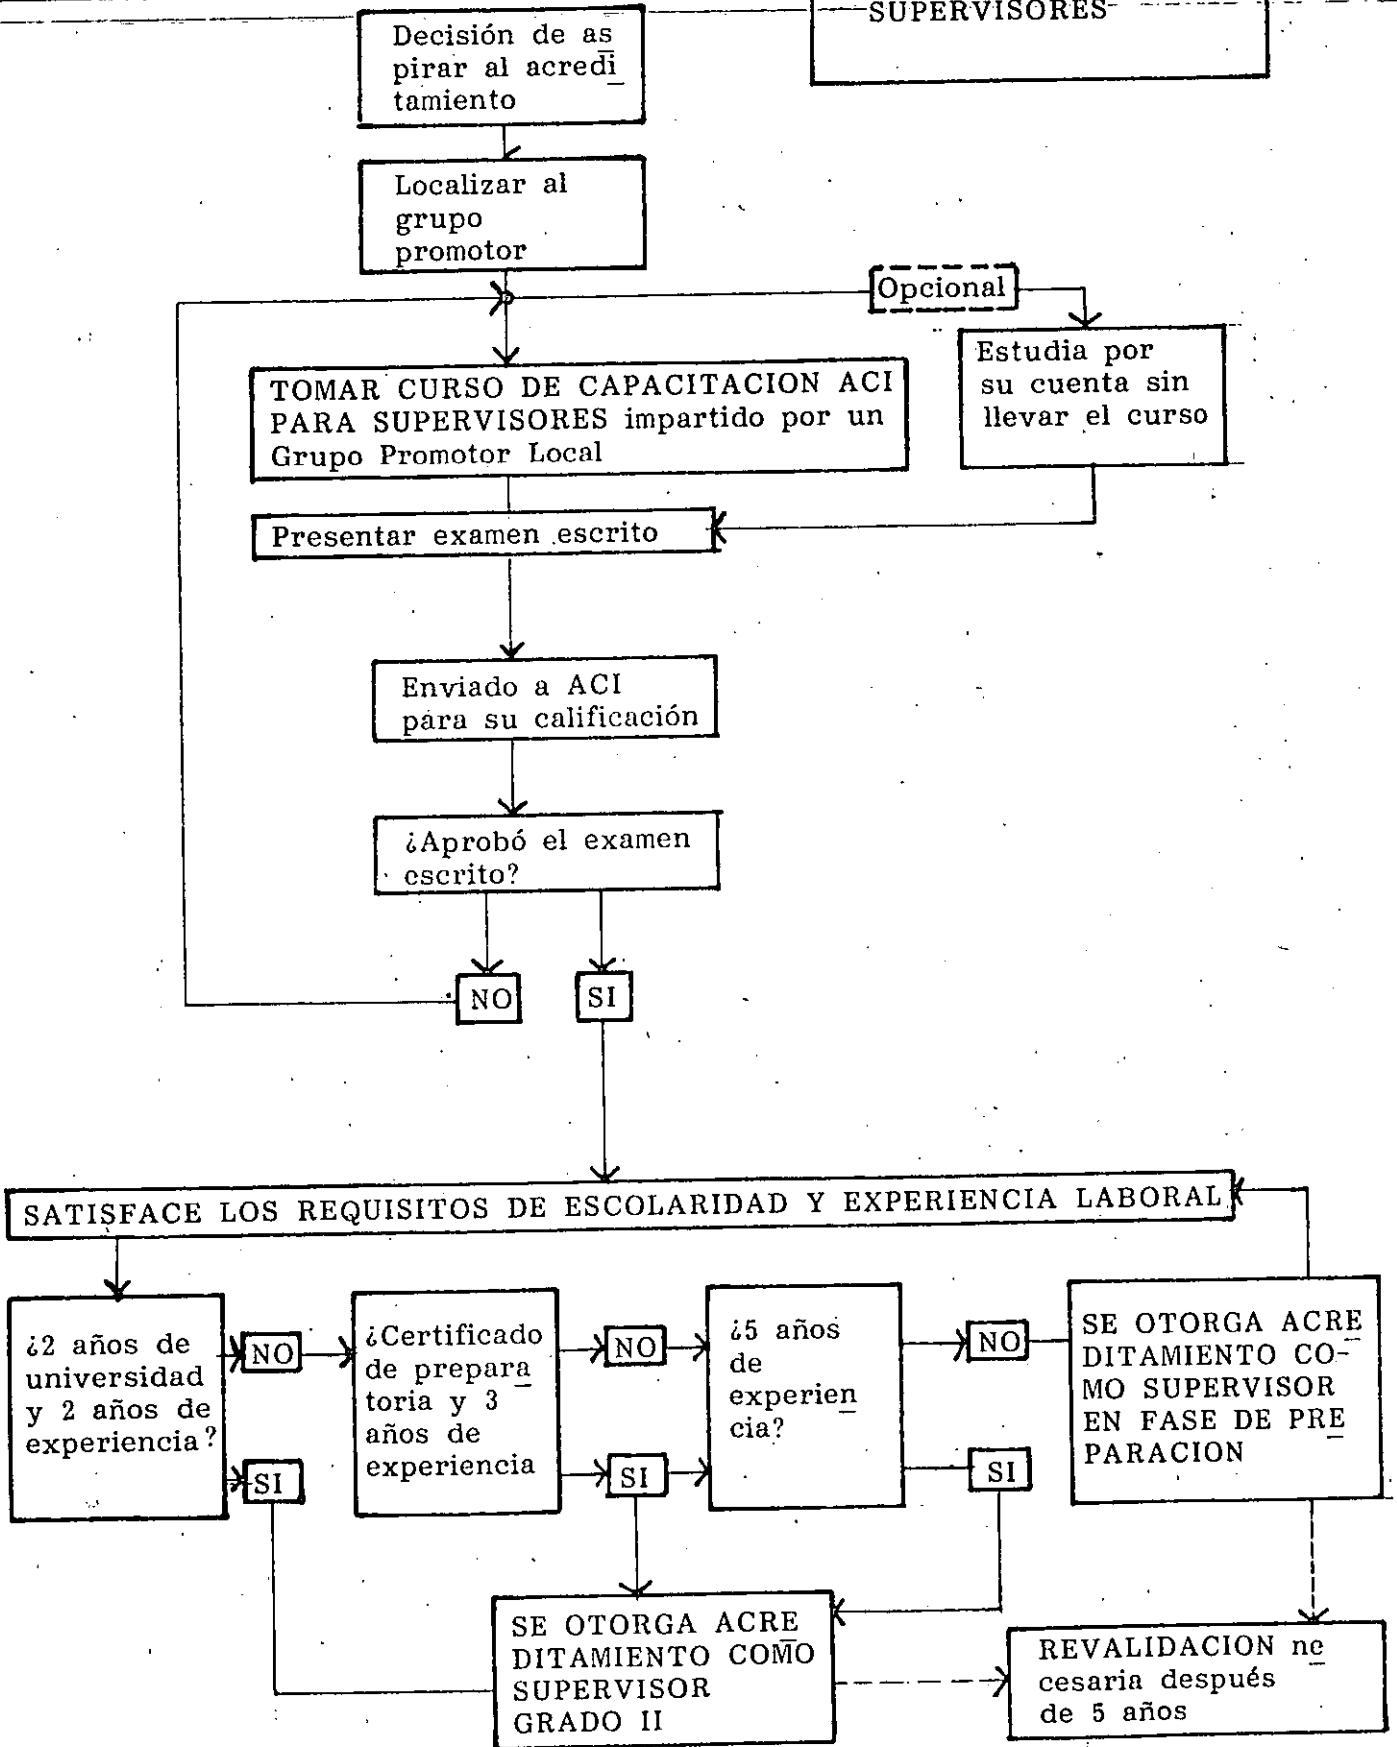 SUPERVISORES
Decisión de as
pirar al acredi
tamiento
Localizar al
grupo
promotor
Opcional
Estudia por
su cuenta sin
llevar el curso
TOMAR CURSO DE CAPACITACION ACI
PARA SUPERVISORES impartido por un
Grupo Promotor Local
Presentar examen escrito
Enviado a ACI
para su calificación
¿Aprobó el examen
escrito?
NO
SI
SATISFACE LOS REQUISITOS DE ESCOLARIDAD Y EXPERIENCIA LABORAL
¿2 años de
universidad
y 2 años de
experiencia?
NO
SI
¿Certificado
de prepara
toria y 3
años de
experiencia
NO
SI
¿5 años
de
experien
cia?
NO
SI
SE OTORGA ACRE
DITAMIENTO CO-
MO SUPERVISOR
EN FASE DE PRE
PARACION
SE OTORGA ACRE
DITAMIENTO COMO
SUPERVISOR
GRADO II
REVALIDACION ne
cesaria después
de 5 años